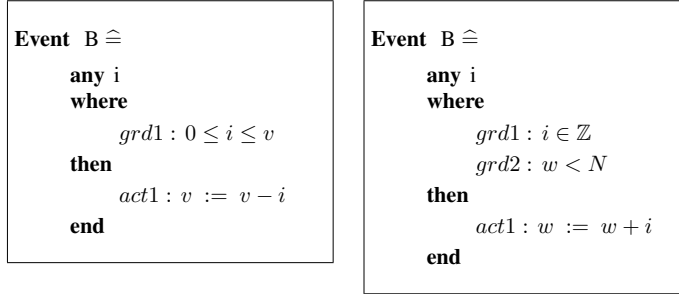 Event B ≙
any i
where
grd1 : 0 ≤ i ≤ v
then
act1 : v := v − i
end
Event B ≙
any i
where
grd1 : i ∈ ℤ
grd2 : w < N
then
act1 : w := w + i
end